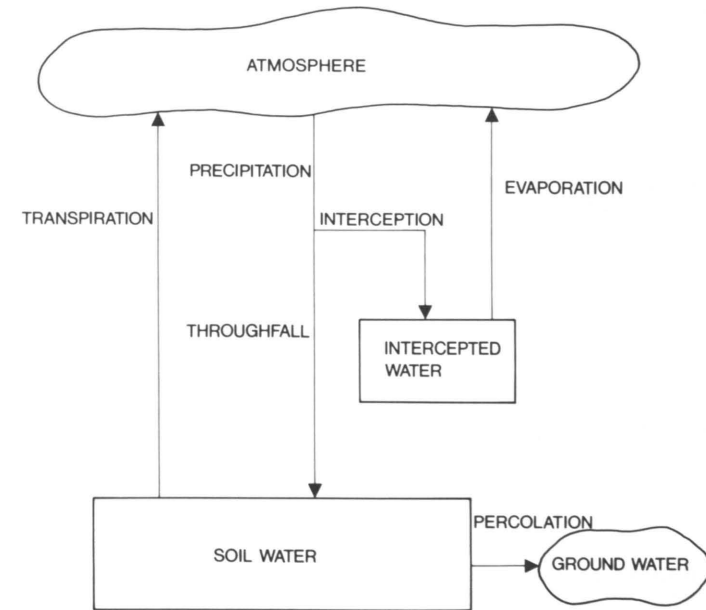 ATMOSPHERE
PRECIPITATION
EVAPORATION
TRANSPIRATION
INTERCEPTION
THROUGHFALL
INTERCEPTED
WATER
PERCOLATION
SOIL WATER
GROUND WATER